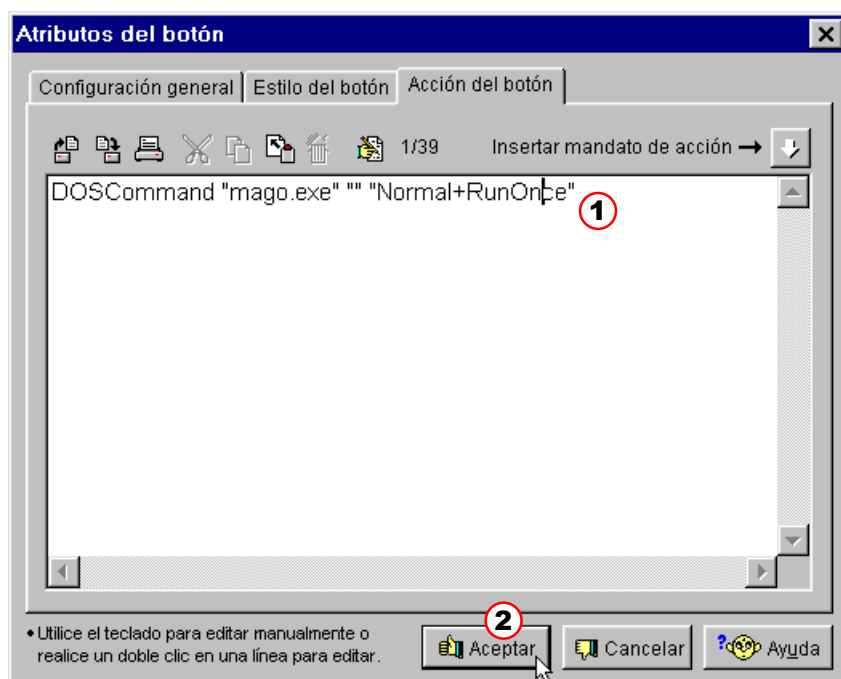 Atributos del botón
Configuración general Estilo del botón Acción del botón
1/39 Insertar mandato de acción →
DOSCommand "mago.exe" "" "Normal+RunOnce"
1
2
• Utilice el teclado para editar manualmente o
realice un doble clic en una línea para editar.
Aceptar Cancelar ? Ayuda